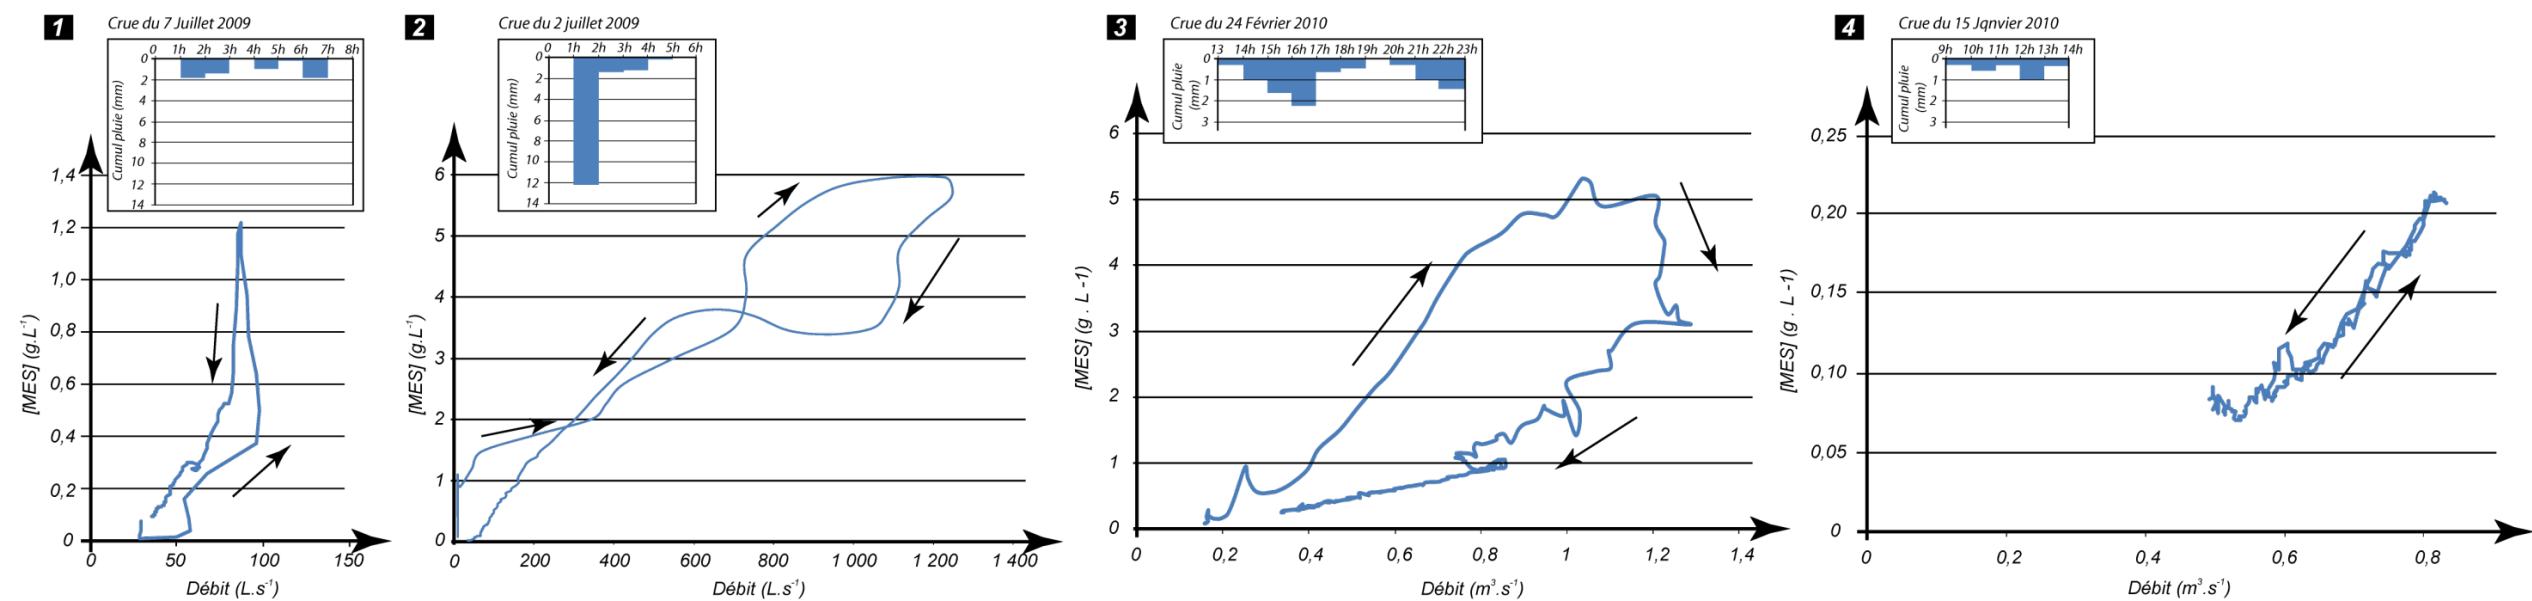 1
Crue du 7 Juillet 2009
0 1h 2h 3h 4h 5h 6h 7h 8h
Cumul pluie (mm)
0
2
4
6
8
10
12
14
[MES] (g.L⁻¹)
1,4
1,2
1,0
0,8
0,6
0,4
0,2
0
0 50 100 150
Débit (L.s⁻¹)
2
Crue du 2 juillet 2009
0 1h 2h 3h 4h 5h 6h
Cumul pluie (mm)
0
2
4
6
8
10
12
14
[MES] (g.L⁻¹)
6
5
4
3
2
1
0
0 200 400 600 800 1 000 1 200 1 400
Débit (L.s⁻¹)
3
Crue du 24 Février 2010
13 14h 15h 16h 17h 18h 19h 20h 21h 22h 23h
Cumul pluie
(mm)
0
1
2
3
[MES] (g . L -1)
6
5
4
3
2
1
0
0 0,2 0,4 0,6 0,8 1 1,2 1,4
Débit (m³.s⁻¹)
4
Crue du 15 Janvier 2010
9h 10h 11h 12h 13h 14h
Cumul pluie
(mm)
0
1
2
3
[MES] (g . L -1)
0,25
0,20
0,15
0,10
0,05
0
0 0,2 0,4 0,6 0,8
Débit (m³.s⁻¹)